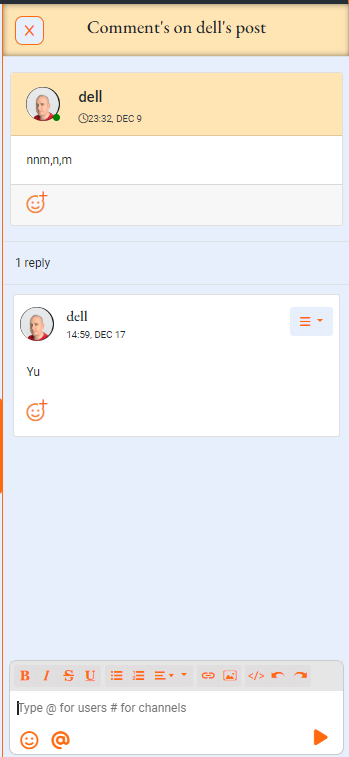 Comment's on dell's post
dell
23:32, DEC 9
nnm,n,m
1 reply
dell
14:59, DEC 17
Yu
B I S U </>
Type @ for users # for channels
@